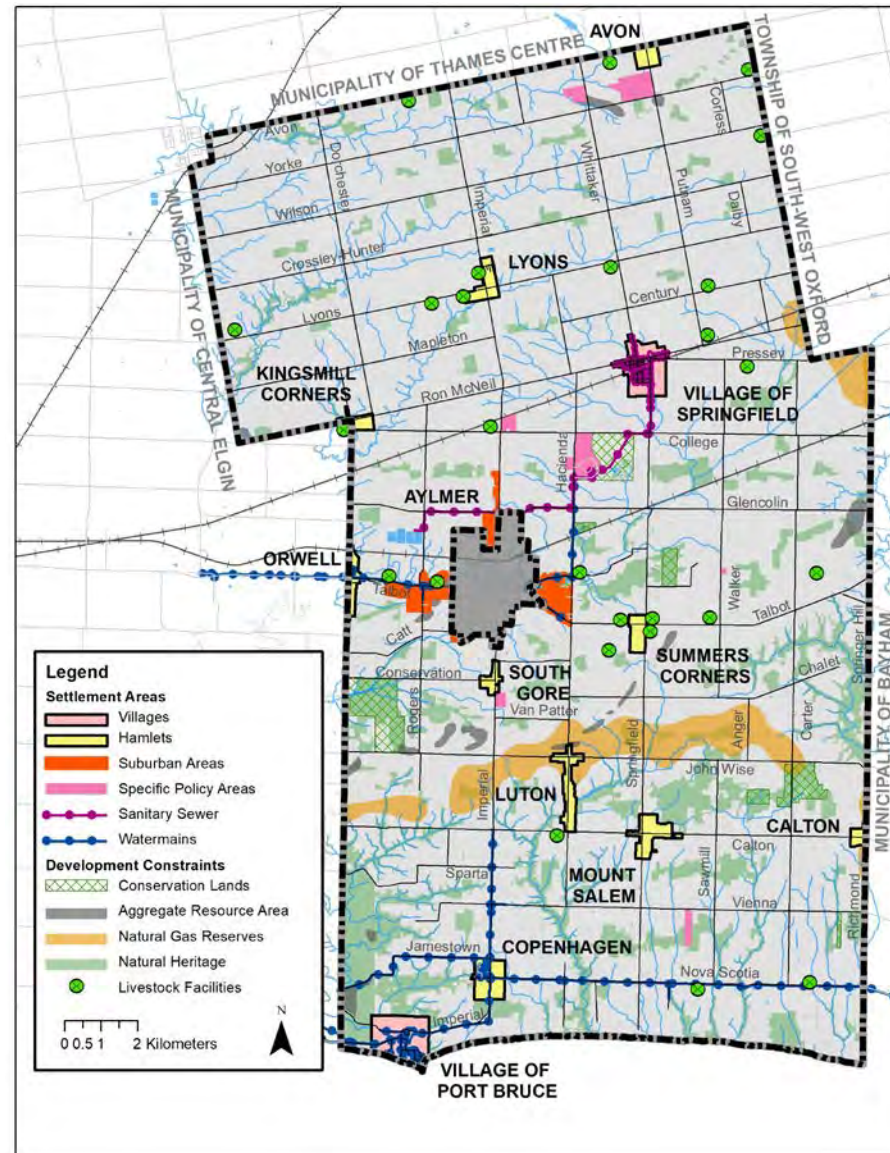 AVON
MUNICIPALITY OF THAMES CENTRE
TOWNSHIP OF SOUTH-WEST OXFORD
Avon
Corless
Yorke
Dorchester
Imperial
Whittaker
Putnam
Dalby
Wilson
MUNICIPALITY OF CENTRAL ELGIN
Crossley-Hunter
LYONS
Lyons
Century
Mapleton
Pressey
KINGSMILL
CORNERS
Ron McNeil
VILLAGE OF
SPRINGFIELD
College
Hacienda
AYLMER
Glencolin
ORWELL
Talbot
Walker
Talbot
Catt
Springer Hill
SUMMERS
CORNERS
Chalet
Conservation
SOUTH
GORE
Rogers
Van Patter
Carter
Springfield
Anger
MUNICIPALITY OF BAYHAM
John Wise
Imperial
LUTON
CALTON
Calton
MOUNT
SALEM
Sparta
Sawmill
Vienna
Richmond
Jamestown
COPENHAGEN
Nova Scotia
Imperial
VILLAGE OF
PORT BRUCE
Legend
Settlement Areas
Villages
Hamlets
Suburban Areas
Specific Policy Areas
Sanitary Sewer
Watermains
Development Constraints
Conservation Lands
Aggregate Resource Area
Natural Gas Reserves
Natural Heritage
Livestock Facilities
N
0 0.5 1 2 Kilometers